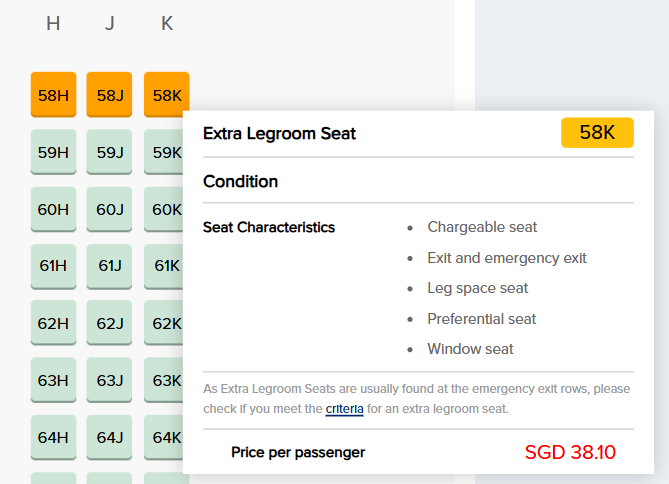 H J K
58H 58J 58K
59H 59J 59K
60H 60J 60K
61H 61J 61K
62H 62J 62K
63H 63J 63K
64H 64J 64K
Extra Legroom Seat 58K
Condition
Seat Characteristics
• Chargeable seat
• Exit and emergency exit
• Leg space seat
• Preferential seat
• Window seat
As Extra Legroom Seats are usually found at the emergency exit rows, please
check if you meet the criteria for an extra legroom seat.
Price per passenger SGD 38.10